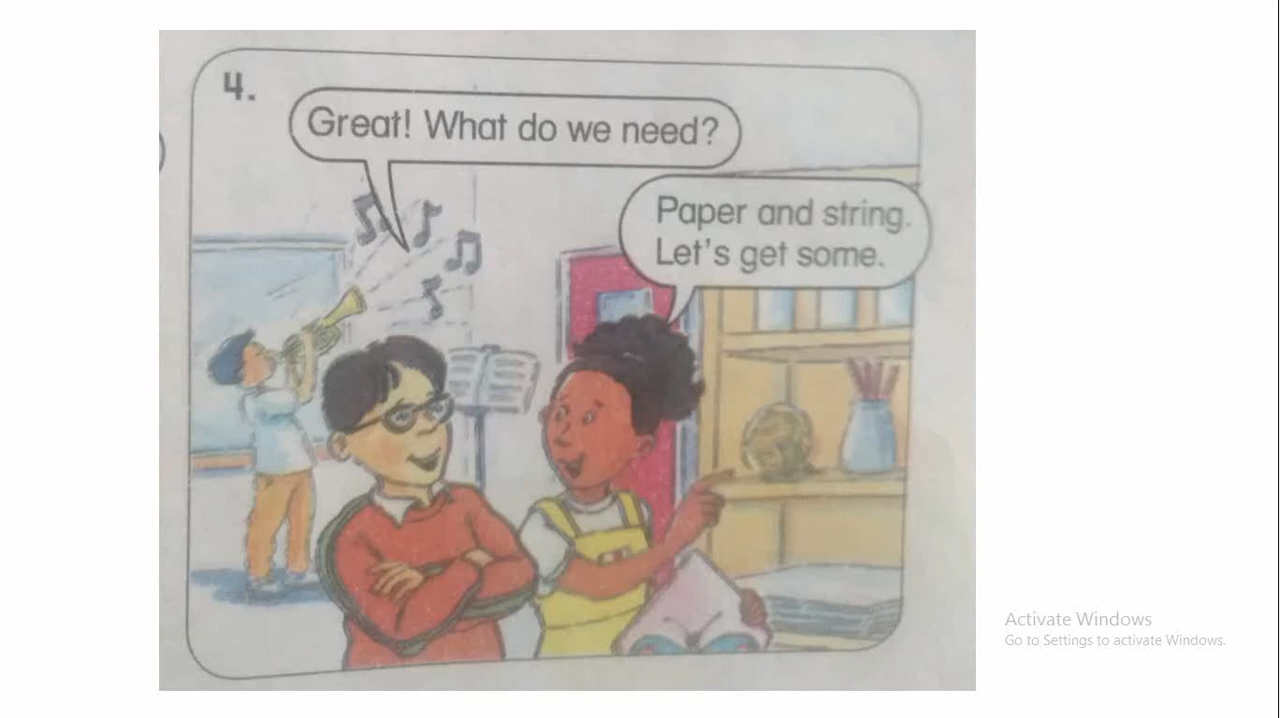 4.
Great! What do we need?
Paper and string.
Let's get some.
Activate Windows
Go to Settings to activate Windows.